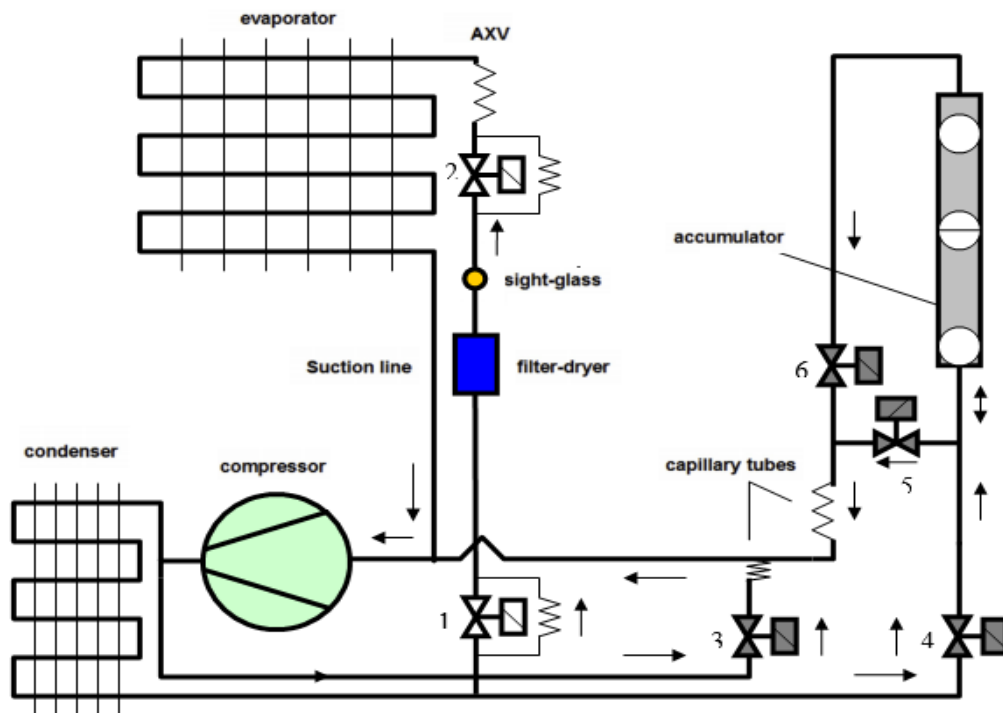 evaporator
AXV
2
sight-glass
accumulator
Suction line
filter-dryer
6
condenser
compressor
capillary tubes
5
1
3
4